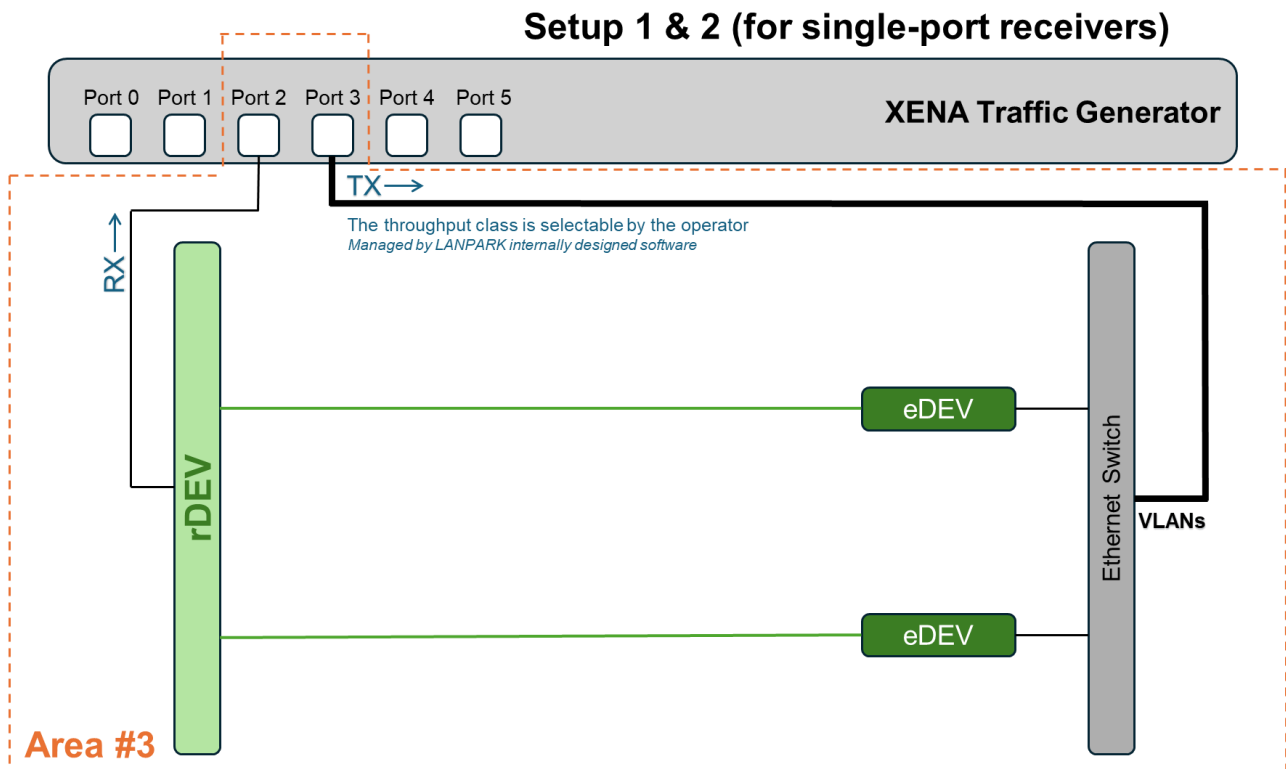 Setup 1 & 2 (for single-port receivers)
Port 0 Port 1 Port 2 Port 3 Port 4 Port 5
XENA Traffic Generator
TX
The throughput class is selectable by the operator
Managed by LANPARK internally designed software
RX
rDEV
eDEV
eDEV
Ethernet Switch
VLANs
Area #3